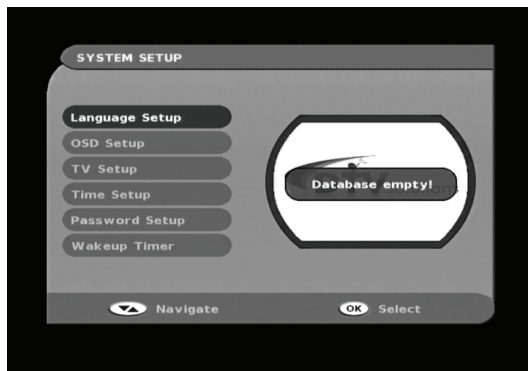 SYSTEM SETUP
Language Setup
OSD Setup
TV Setup
Time Setup
Password Setup
Wakeup Timer
DTV
Database empty!
Navigate
OK Select